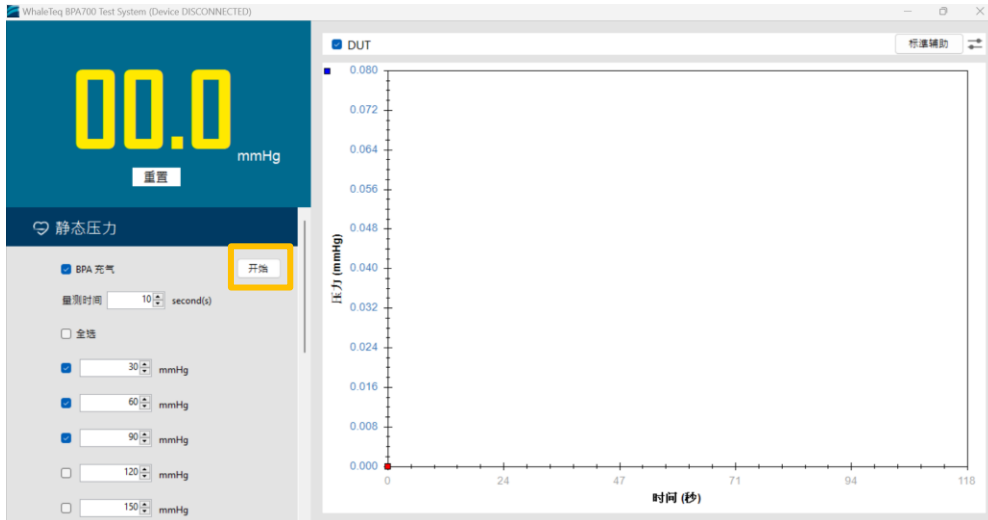 WhaleTeq BPA700 Test System (Device DISCONNECTED)
00.0
mmHg
重置
静态压力
BPA 充气
开始
量测时间 10 second(s)
全选
30 mmHg
60 mmHg
90 mmHg
120 mmHg
150 mmHg
DUT
标准辅助
0.080
0.072
0.064
0.056
0.048
0.040
0.032
0.024
0.016
0.008
0.000
压力 (mmHg)
0 24 47 71 94 118
时间 (秒)